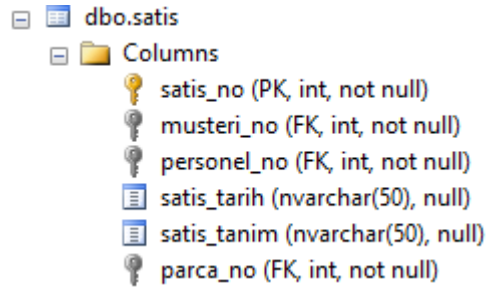 dbo.satis
Columns
satis_no (PK, int, not null)
musteri_no (FK, int, not null)
personel_no (FK, int, not null)
satis_tarih (nvarchar(50), null)
satis_tanim (nvarchar(50), null)
parca_no (FK, int, not null)